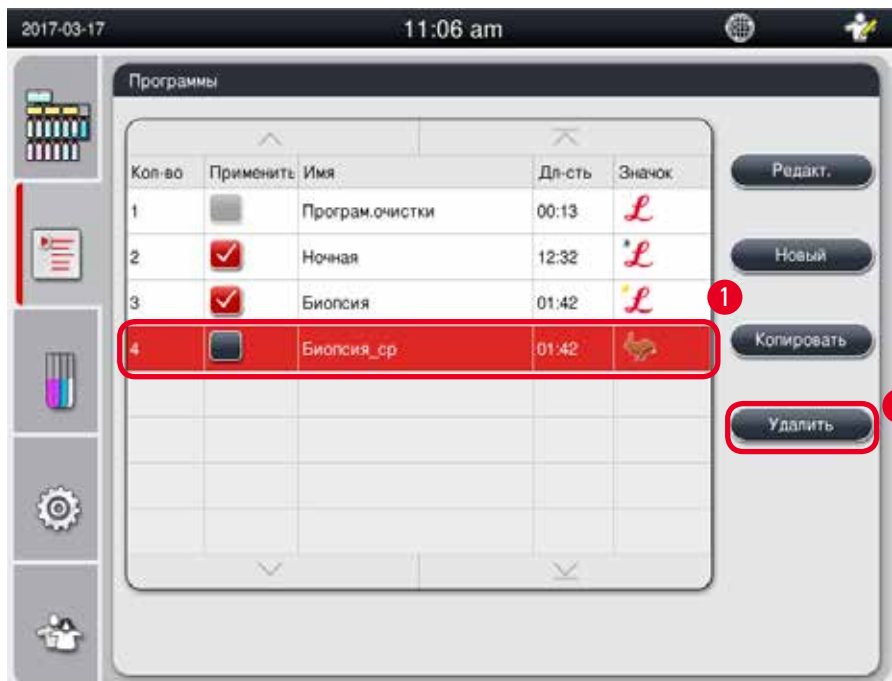 2017-03-17 11:06 am
Программы
Кол-во Применить Имя Дл-сть Значок
1 Програм.очистки 00:13 L
2 Ночная 12:32 L
3 Биопсия 01:42 L
4 Биопсия_ср 01:42
Редакт.
Новый
1
Копировать
Удалить